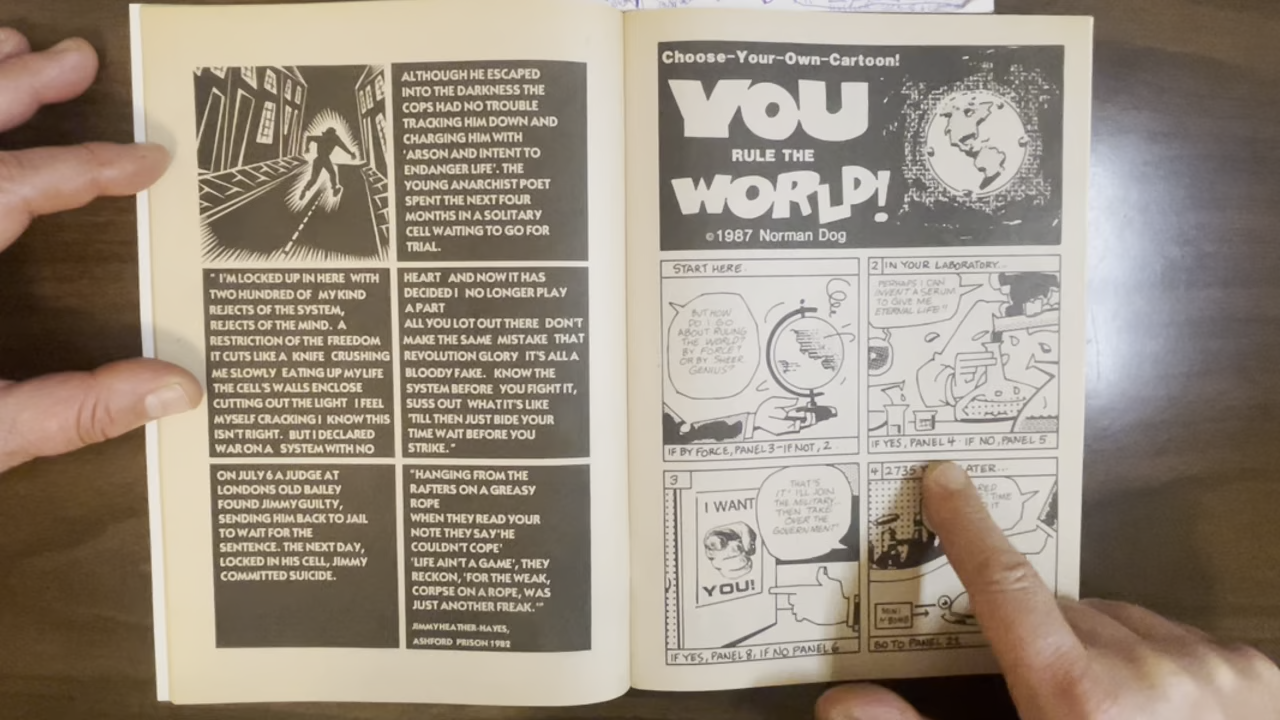 ALTHOUGH HE ESCAPED
INTO THE DARKNESS THE
COPS HAD NO TROUBLE
TRACKING HIM DOWN AND
CHARGING HIM WITH
'ARSON AND INTENT TO
ENDANGER LIFE'. THE
YOUNG ANARCHIST POET
SPENT THE NEXT FOUR
MONTHS IN A SOLITARY
CELL WAITING TO GO FOR
TRIAL.
" I'M LOCKED UP IN HERE WITH
TWO HUNDRED OF MY KIND
REJECTS OF THE SYSTEM,
REJECTS OF THE MIND. A
RESTRICTION OF THE FREEDOM
IT CUTS LIKE A KNIFE CRUSHING
ME SLOWLY EATING UP MY LIFE
THE CELL'S WALLS ENCLOSE
CUTTING OUT THE LIGHT I FEEL
MYSELF CRACKING I KNOW THIS
ISN'T RIGHT. BUT I DECLARED
WAR ON A SYSTEM WITH NO
HEART AND NOW IT HAS
DECIDED I NO LONGER PLAY
A PART
ALL YOU LOT OUT THERE DON'T
MAKE THE SAME MISTAKE THAT
REVOLUTION GLORY IT'S ALL A
BLOODY FAKE. KNOW THE
SYSTEM BEFORE YOU FIGHT IT,
SUSS OUT WHAT IT'S LIKE
'TILL THEN JUST BIDE YOUR
TIME WAIT BEFORE YOU
STRIKE."
ON JULY 6 A JUDGE AT
LONDONS OLD BAILEY
FOUND JIMMY GUILTY,
SENDING HIM BACK TO JAIL
TO WAIT FOR THE
SENTENCE. THE NEXT DAY,
LOCKED IN HIS CELL, JIMMY
COMMITTED SUICIDE.
"HANGING FROM THE
RAFTERS ON A GREASY
ROPE
WHEN THEY READ YOUR
NOTE THEY SAY 'HE
COULDN'T COPE'
'LIFE AIN'T A GAME', THEY
RECKON, 'FOR THE WEAK,
CORPSE ON A ROPE, WAS
JUST ANOTHER FREAK.'"
JIMMY HEATHER-HAYES,
ASHFORD PRISON 1982
Choose-Your-Own-Cartoon!
YOU
RULE THE
WORLD!
©1987 Norman Dog
START HERE.
BUT HOW
DO I GO
ABOUT RULING
THE WORLD?
BY FORCE?
OR BY SHEER
GENIUS?
IF BY FORCE, PANEL 3-IF NOT, 2
2 IN YOUR LABORATORY...
PERHAPS I CAN
INVENT A SERUM
TO GIVE ME
ETERNAL LIFE!!
IF YES, PANEL 4 · IF NO, PANEL 5
3
I WANT
YOU!
THAT'S
IT! I'LL JOIN
THE MILITARY..
THEN TAKE
OVER THE
GOVERNMENT!
IF YES, PANEL 8, IF NO PANEL 6
4 2735 ATER...
TIME
IT
MINI
BOMB
GO TO PANEL 23